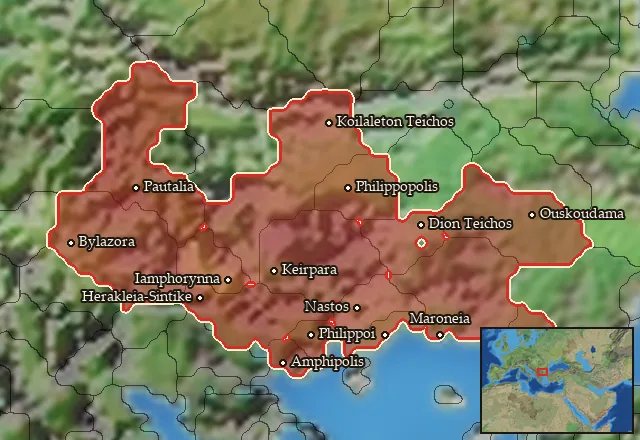 Koilaleton Teichos
Pautalia
Philippopolis
Ouskoudama
Dion Teichos
Bylazora
Keirpara
Iamphorynna
Herakleia-Sintike
Nastos
Maroneia
Philippoi
Amphipolis